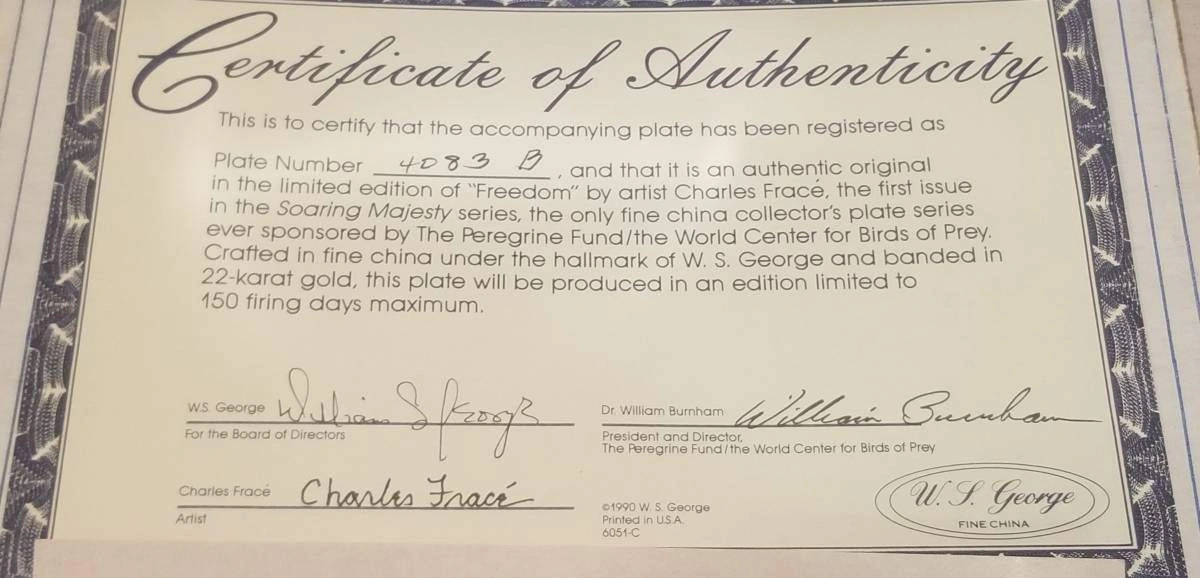 Certificate of Authenticity
This is to certify that the accompanying plate has been registered as
Plate Number 4083 B, and that it is an authentic original
in the limited edition of "Freedom" by artist Charles Fracé, the first issue
in the Soaring Majesty series, the only fine china collector's plate series
ever sponsored by The Peregrine Fund/the World Center for Birds of Prey.
Crafted in fine china under the hallmark of W. S. George and banded in
22-karat gold, this plate will be produced in an edition limited to
150 firing days maximum.
W.S. George William S George
For the Board of Directors
Dr. William Burnham William Burnham
President and Director,
The Peregrine Fund/the World Center for Birds of Prey
Charles Fracé Charles Fracé
Artist
©1990 W. S. George
Printed in U.S.A.
6051-C
W. S. George
FINE CHINA